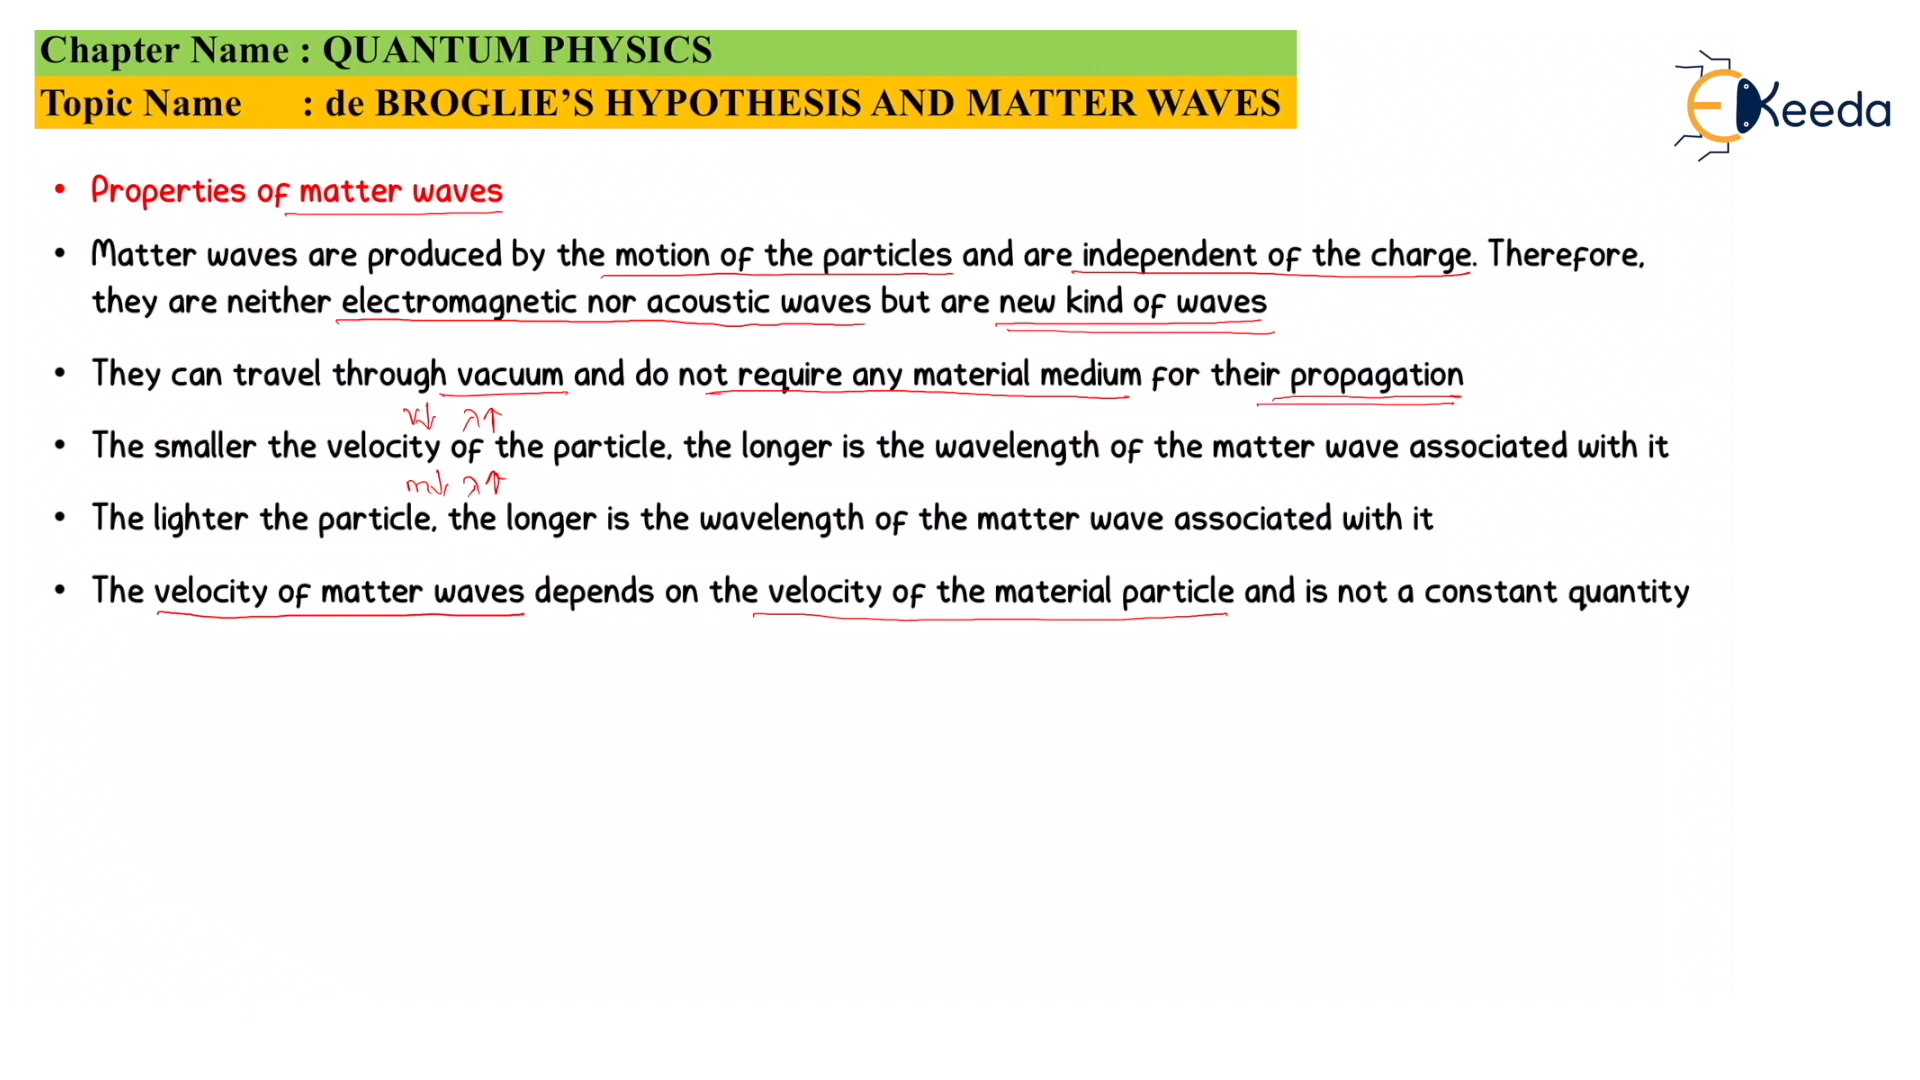 Chapter Name : QUANTUM PHYSICS
Topic Name : de BROGLIE’S HYPOTHESIS AND MATTER WAVES
EKeeda
• Properties of matter waves
• Matter waves are produced by the motion of the particles and are independent of the charge. Therefore,
they are neither electromagnetic nor acoustic waves but are new kind of waves
• They can travel through vacuum and do not require any material medium for their propagation
v↓ λ↑
• The smaller the velocity of the particle, the longer is the wavelength of the matter wave associated with it
m↓ λ↑
• The lighter the particle, the longer is the wavelength of the matter wave associated with it
• The velocity of matter waves depends on the velocity of the material particle and is not a constant quantity